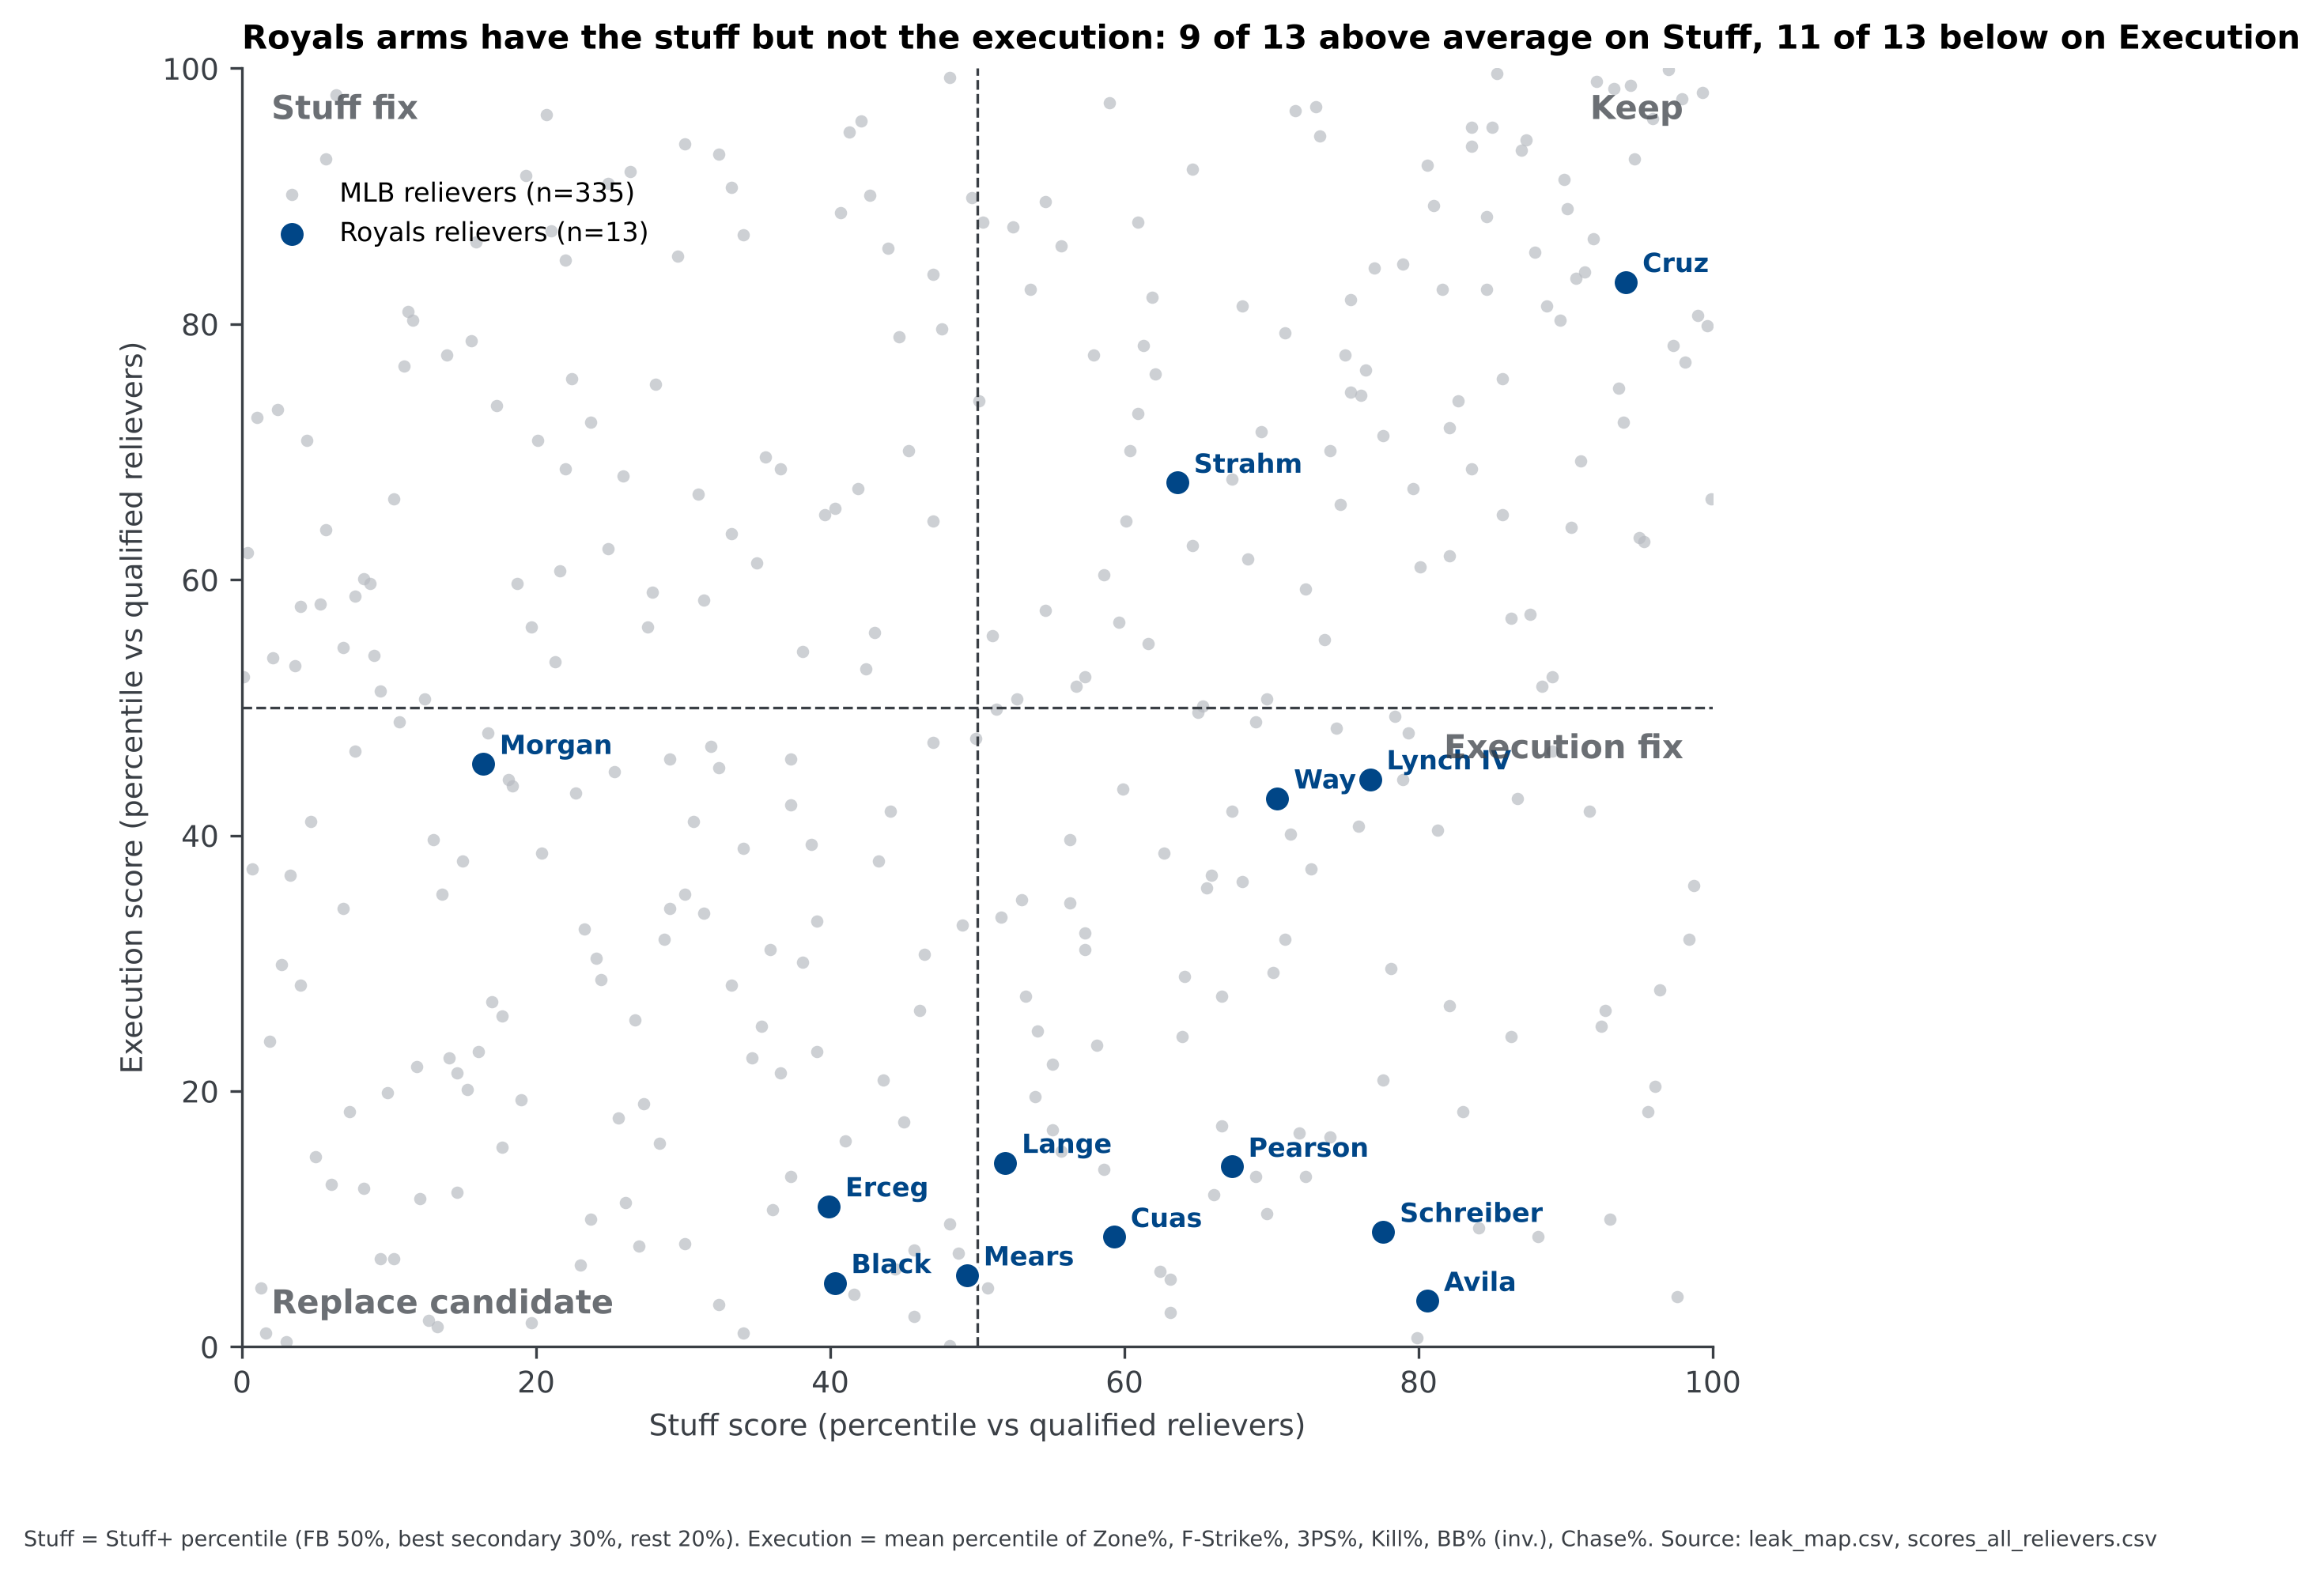 Royals arms have the stuff but not the execution: 9 of 13 above average on Stuff, 11 of 13 below on Execution
100
Stuff fix
Keep
MLB relievers (n=335)
Royals relievers (n=13)
Cruz
80
Strahm
Execution score (percentile vs qualified relievers)
60
Morgan
Execution fix
Lynch IV
Way
40
20
Lange
Pearson
Erceg
Cuas
Schreiber
Black
Mears
Avila
Replace candidate
0
0 20 40 60 80 100
Stuff score (percentile vs qualified relievers)
Stuff = Stuff+ percentile (FB 50%, best secondary 30%, rest 20%). Execution = mean percentile of Zone%, F-Strike%, 3PS%, Kill%, BB% (inv.), Chase%. Source: leak_map.csv, scores_all_relievers.csv